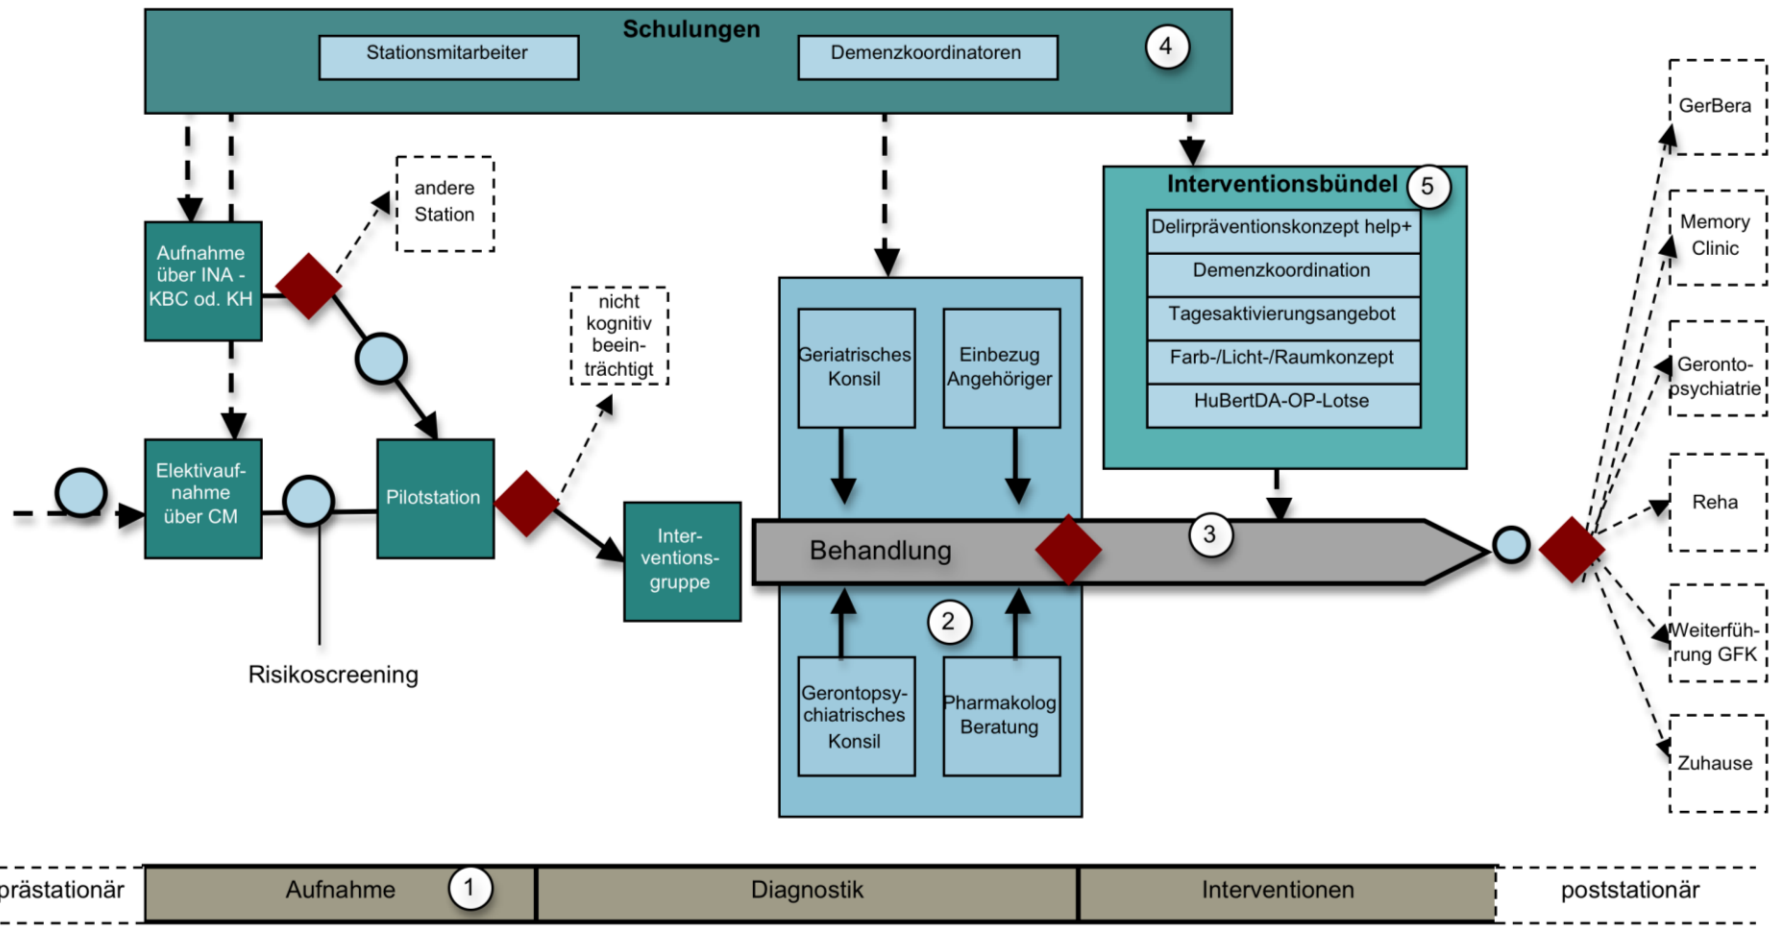 Schulungen
Stationsmitarbeiter
Demenzkoordinatoren
4
andere
Station
Aufnahme
über INA -
KBC od. KH
nicht
kognitiv
beein-
trächtigt
Elektivauf-
nahme
über CM
Pilotstation
Risikoscreening
Inter-
ventions-
gruppe
Geriatrisches
Konsil
Einbezug
Angehöriger
Behandlung
3
2
Gerontopsy-
chiatrisches
Konsil
Pharmakolog
Beratung
Interventionsbündel
5
Delirpräventionskonzept help+
Demenzkoordination
Tagesaktivierungsangebot
Farb-/Licht-/Raumkonzept
HuBertDA-OP-Lotse
GerBera
Memory
Clinic
Geronto-
psychiatrie
Reha
Weiterfüh-
rung GFK
Zuhause
prästationär
Aufnahme
1
Diagnostik
Interventionen
poststationär